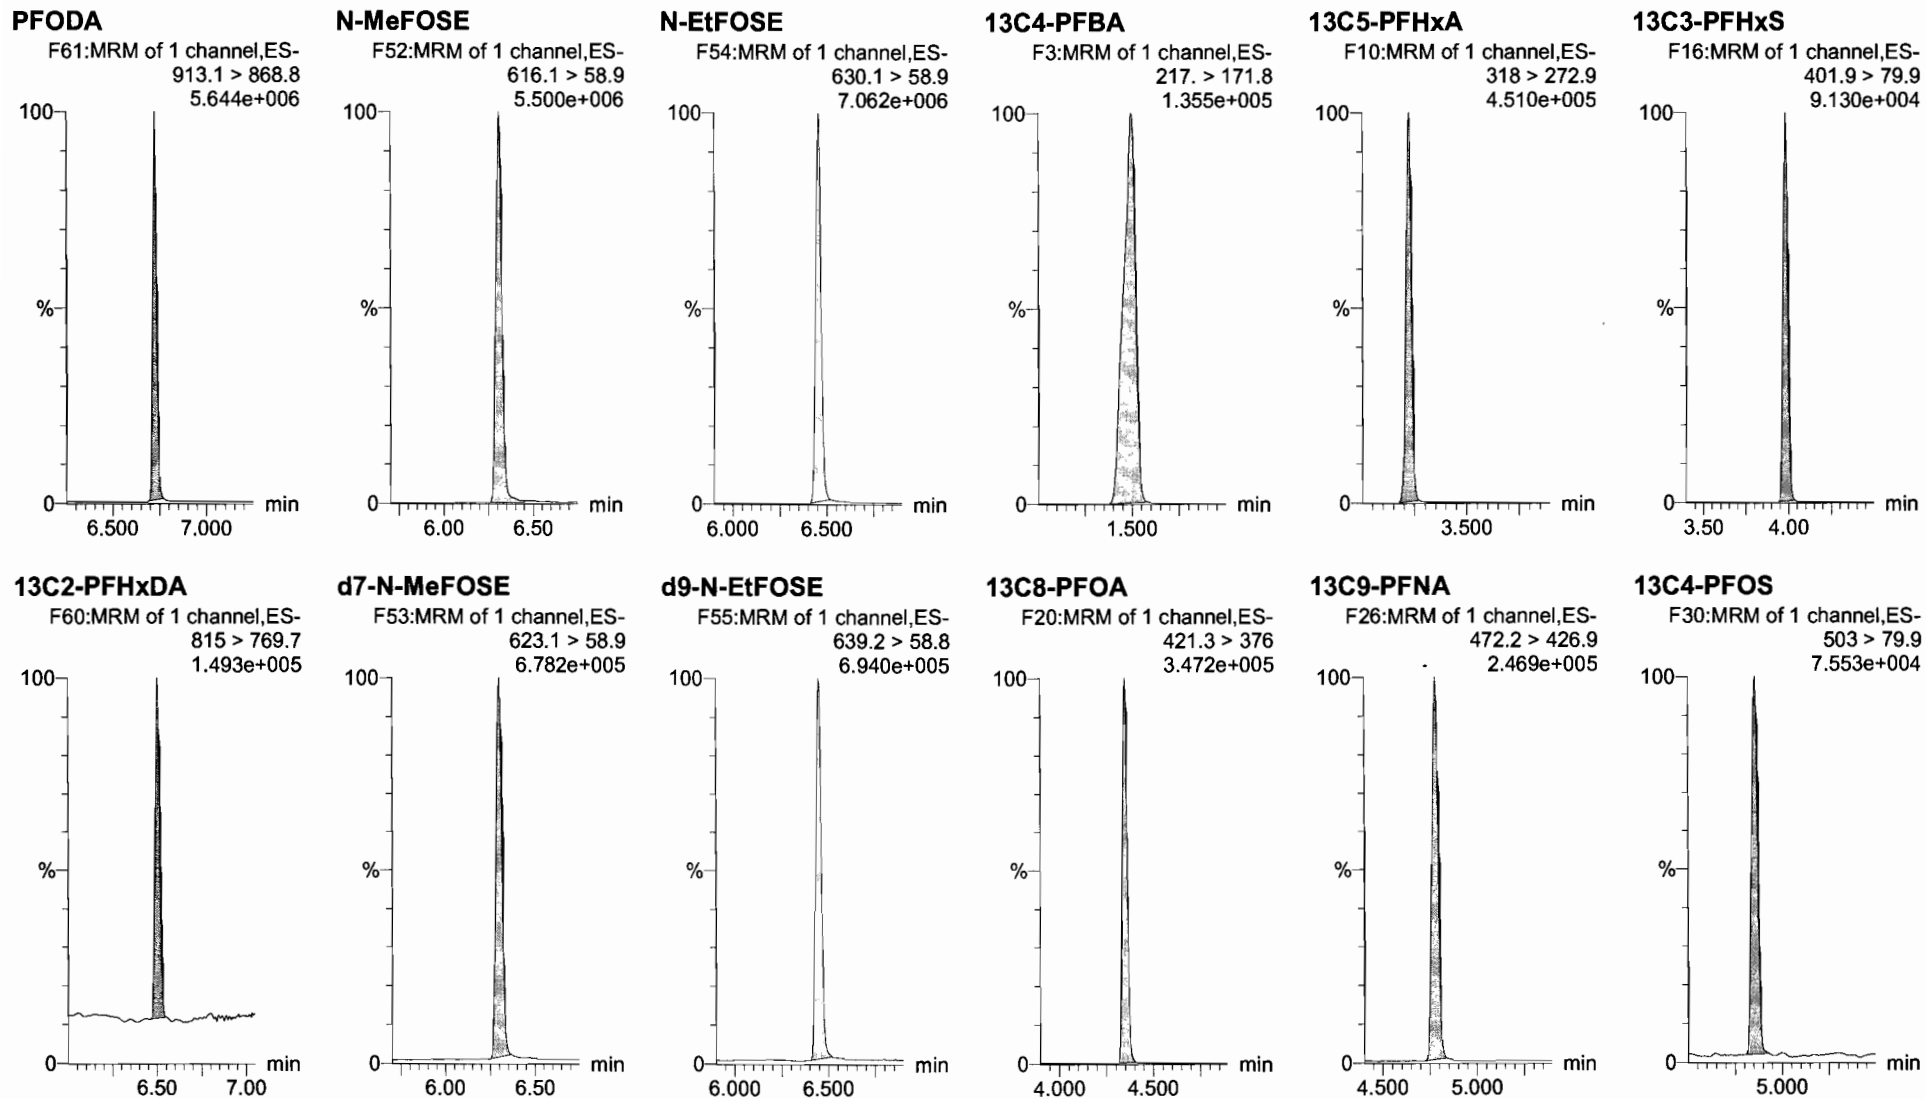 PFODA
F61:MRM of 1 channel,ES-
913.1 > 868.8
5.644e+006
100
%
0
6.500 7.000 min
N-MeFOSE
F52:MRM of 1 channel,ES-
616.1 > 58.9
5.500e+006
100
%
0
6.00 6.50 min
N-EtFOSE
F54:MRM of 1 channel,ES-
630.1 > 58.9
7.062e+006
100
%
0
6.000 6.500 min
13C4-PFBA
F3:MRM of 1 channel,ES-
217. > 171.8
1.355e+005
100
%
0
1.500 min
13C5-PFHxA
F10:MRM of 1 channel,ES-
318 > 272.9
4.510e+005
100
%
0
3.500 min
13C3-PFHxS
F16:MRM of 1 channel,ES-
401.9 > 79.9
9.130e+004
100
%
0
3.50 4.00 min
13C2-PFHxDA
F60:MRM of 1 channel,ES-
815 > 769.7
1.493e+005
100
%
0
6.50 7.00 min
d7-N-MeFOSE
F53:MRM of 1 channel,ES-
623.1 > 58.9
6.782e+005
100
%
0
6.00 6.50 min
d9-N-EtFOSE
F55:MRM of 1 channel,ES-
639.2 > 58.8
6.940e+005
100
%
0
6.000 6.500 min
13C8-PFOA
F20:MRM of 1 channel,ES-
421.3 > 376
3.472e+005
100
%
0
4.000 4.500 min
13C9-PFNA
F26:MRM of 1 channel,ES-
472.2 > 426.9
2.469e+005
100
%
0
4.500 5.000 min
13C4-PFOS
F30:MRM of 1 channel,ES-
503 > 79.9
7.553e+004
100
%
0
5.000 min